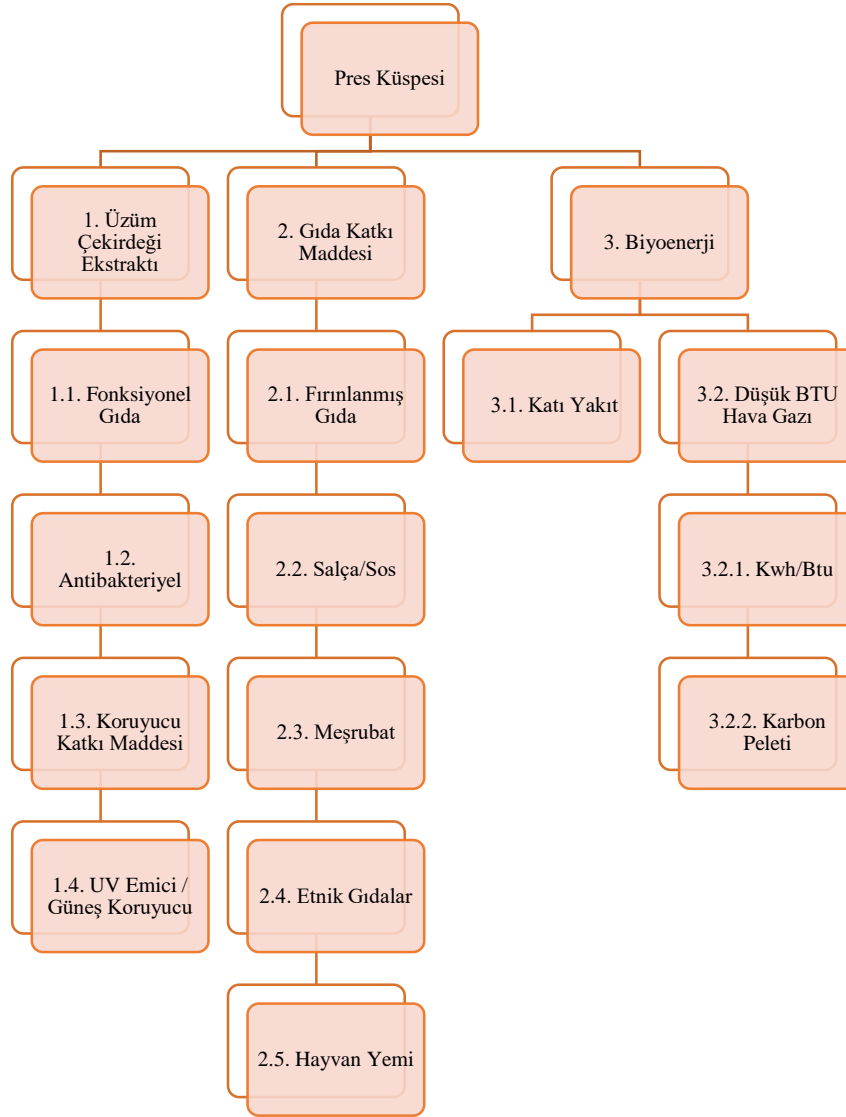 Pres Küspesi
1. Üzüm
Çekirdeği
Ekstraktı
2. Gıda Katkı
Maddesi
3. Biyoenerji
1.1. Fonksiyonel
Gıda
2.1. Fırınlanmış
Gıda
3.1. Katı Yakıt
3.2. Düşük BTU
Hava Gazı
1.2.
Antibakteriyel
2.2. Salça/Sos
3.2.1. Kwh/Btu
1.3. Koruyucu
Katkı Maddesi
2.3. Meşrubat
3.2.2. Karbon
Peleti
1.4. UV Emici /
Güneş Koruyucu
2.4. Etnik Gıdalar
2.5. Hayvan Yemi